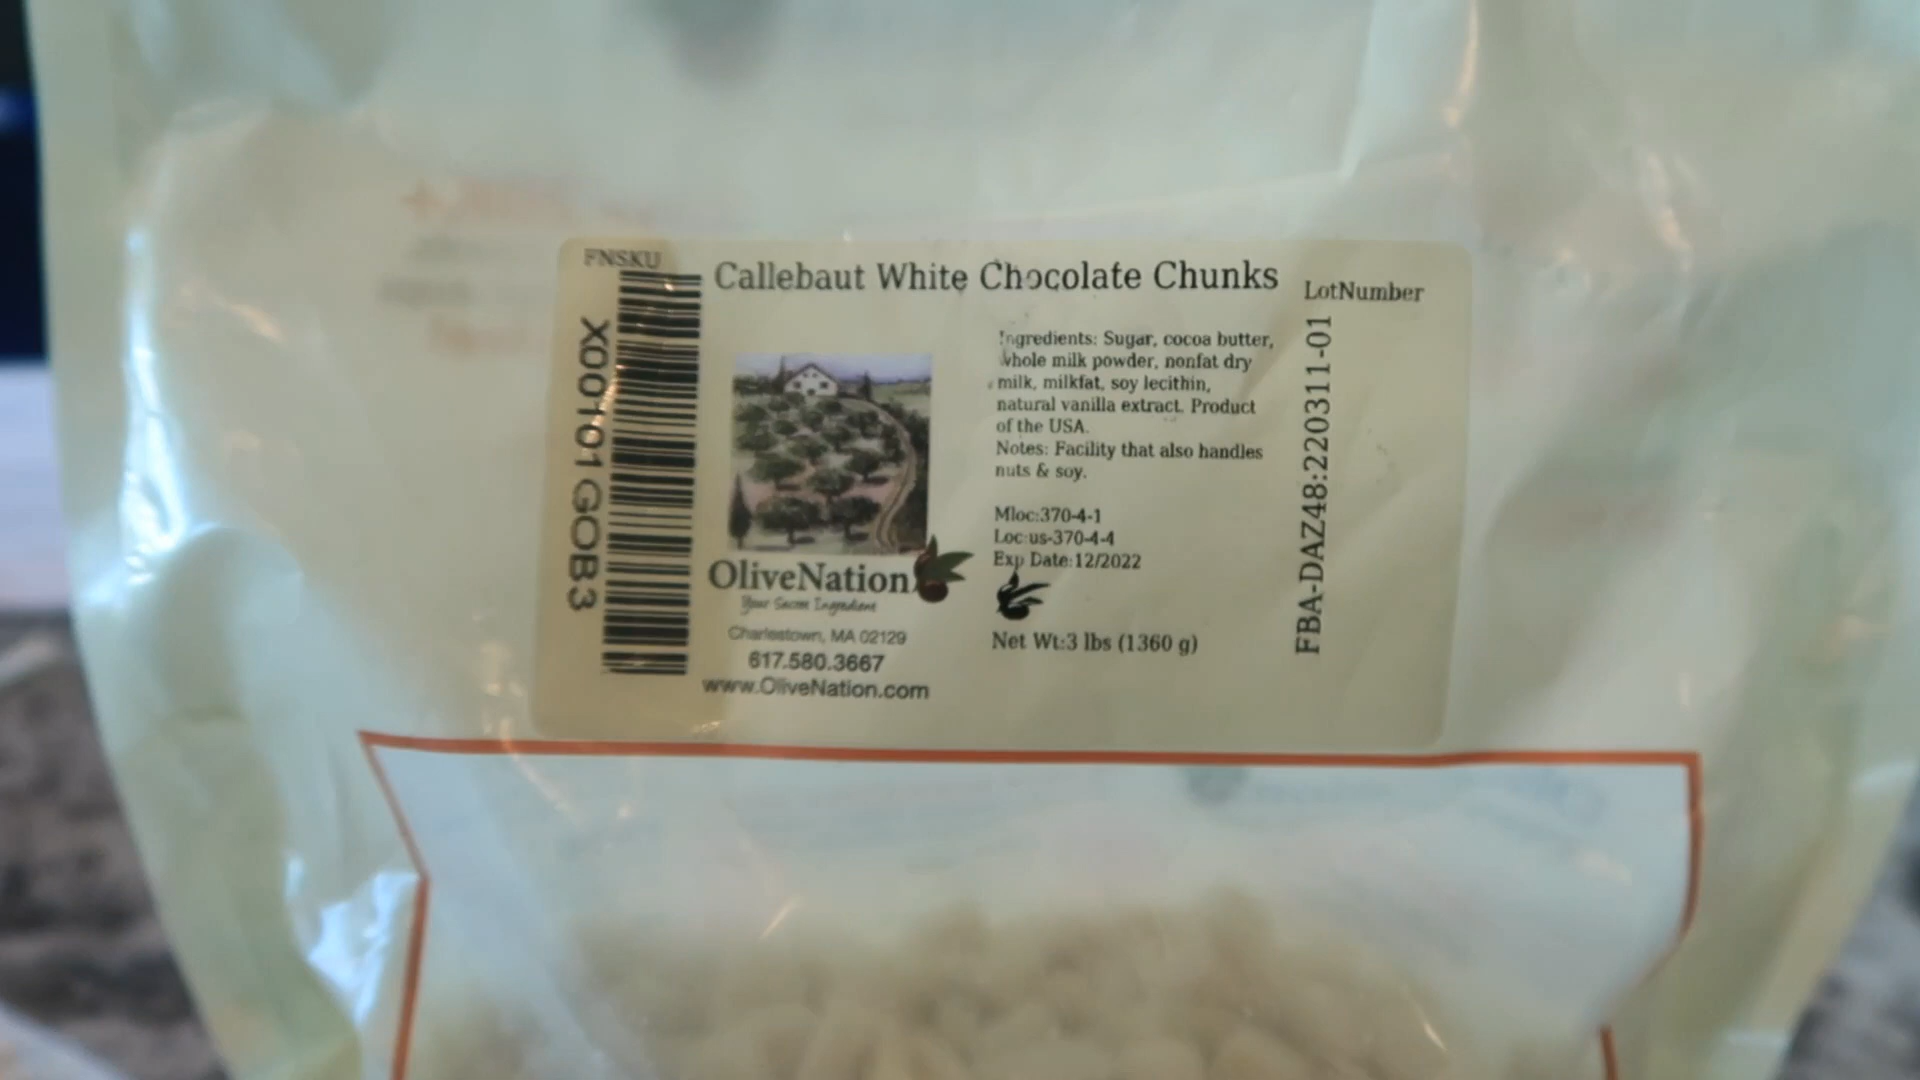 FNSKU
X00101GOB3
Callebaut White Chocolate Chunks
OliveNation
Your Secret Ingredient
Charlestown, MA 02129
617.580.3667
www.OliveNation.com
Ingredients: Sugar, cocoa butter,
whole milk powder, nonfat dry
milk, milkfat, soy lecithin,
natural vanilla extract. Product
of the USA.
Notes: Facility that also handles
nuts & soy.
Mloc:370-4-1
Loc:us-370-4-4
Exp Date:12/2022
Net Wt:3 lbs (1360 g)
LotNumber
FBA-DAZ48:220311-01